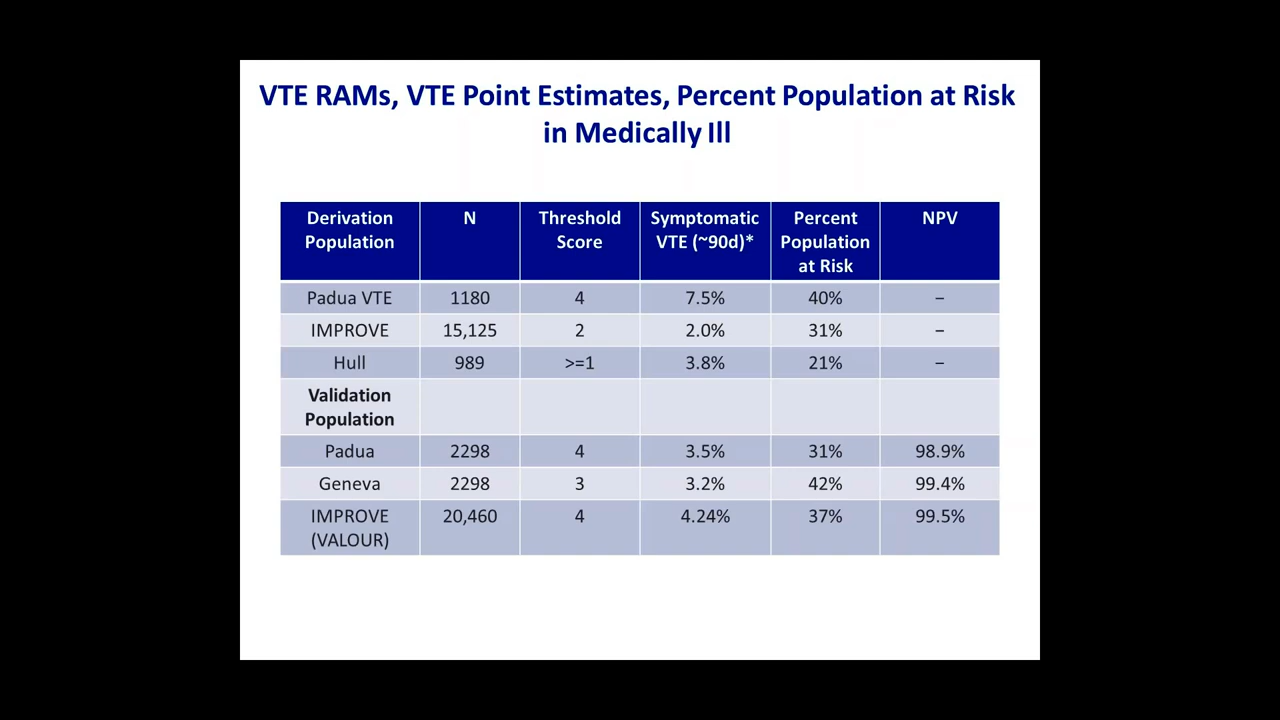 VTE RAMs, VTE Point Estimates, Percent Population at Risk
in Medically Ill
Derivation Population N Threshold Score Symptomatic VTE (~90d)* Percent Population at Risk NPV
Padua VTE 1180 4 7.5% 40% –
IMPROVE 15,125 2 2.0% 31% –
Hull 989 >=1 3.8% 21% –
Validation Population
Padua 2298 4 3.5% 31% 98.9%
Geneva 2298 3 3.2% 42% 99.4%
IMPROVE (VALOUR) 20,460 4 4.24% 37% 99.5%